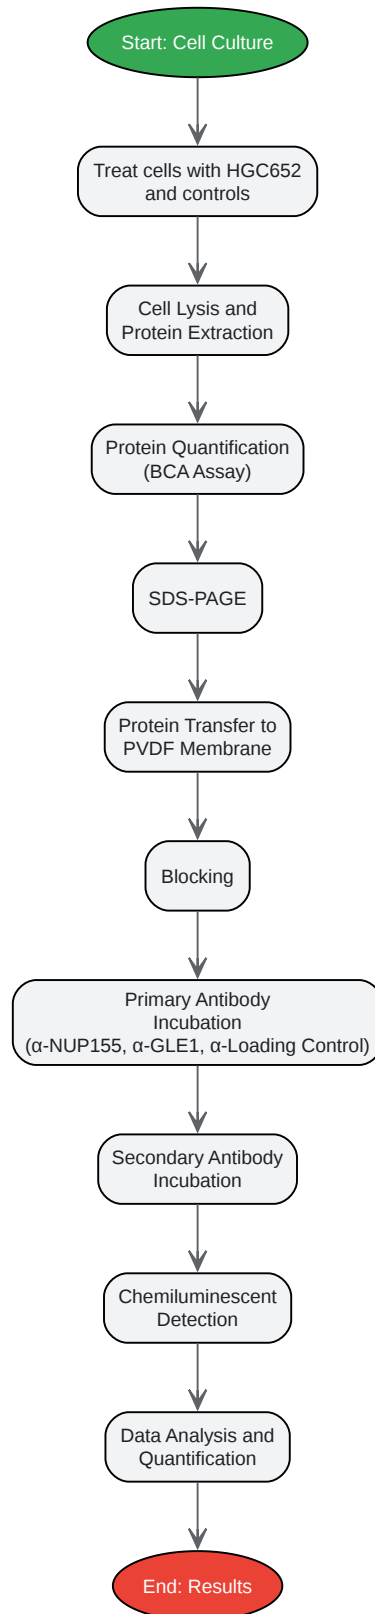 Start: Cell Culture
Treat cells with HGC652
and controls
Cell Lysis and
Protein Extraction
Protein Quantification
(BCA Assay)
SDS-PAGE
Protein Transfer to
PVDF Membrane
Blocking
Primary Antibody
Incubation
(α-NUP155, α-GLE1, α-Loading Control)
Secondary Antibody
Incubation
Chemiluminescent
Detection
Data Analysis and
Quantification
End: Results